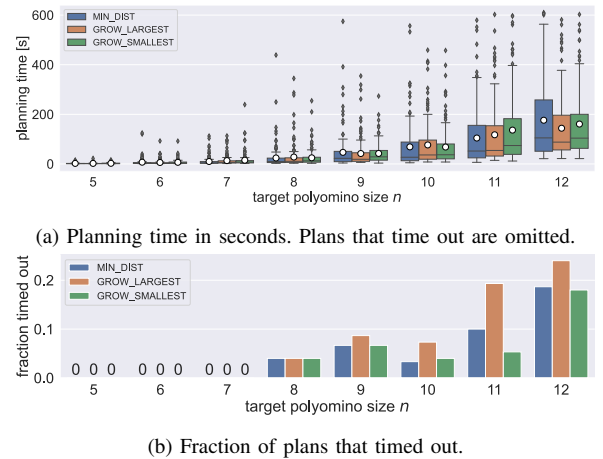 600
400
200
0
planning time [s]
MIN_DIST
GROW_LARGEST
GROW_SMALLEST
5 6 7 8 9 10 11 12
target polyomino size n
(a) Planning time in seconds. Plans that time out are omitted.
0.2
0.1
0.0
fraction timed out
MIN_DIST
GROW_LARGEST
GROW_SMALLEST
0 0 0 0 0 0 0 0 0
5 6 7 8 9 10 11 12
target polyomino size n
(b) Fraction of plans that timed out.